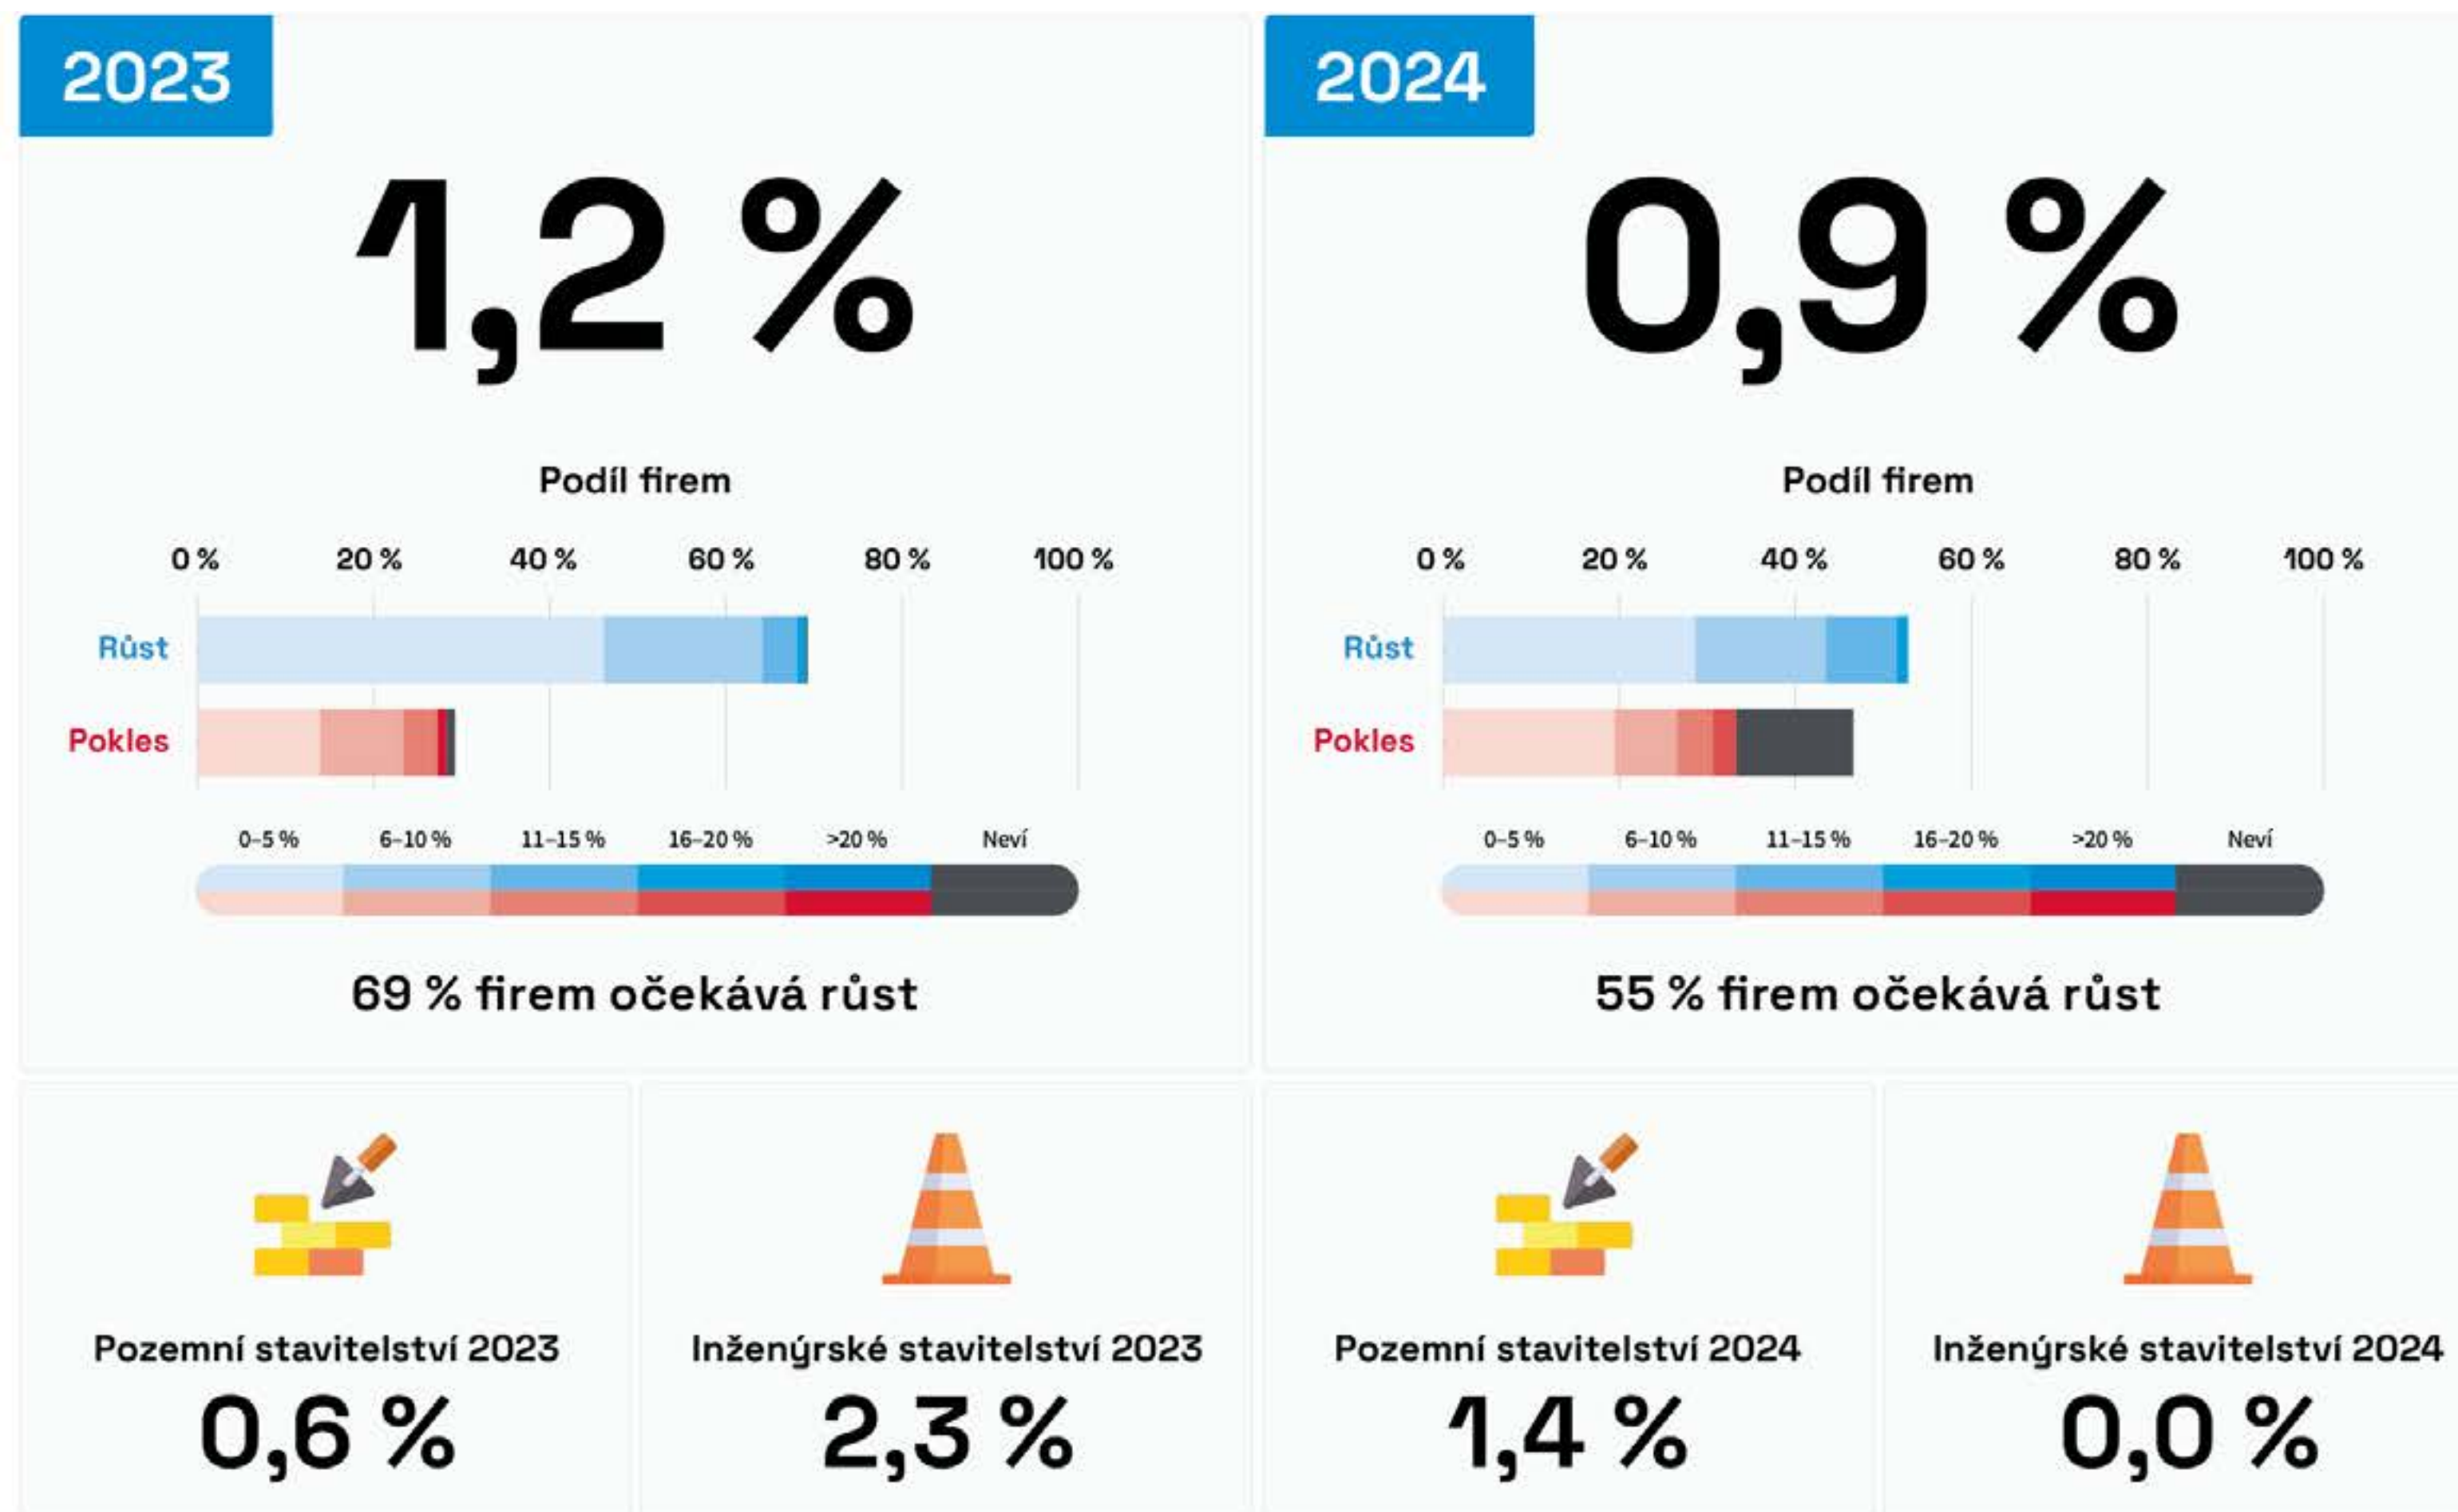 2023
1,2 %
Podíl firem
0 % 20 % 40 % 60 % 80 % 100 %
Růst
Pokles
0–5 % 6–10 % 11–15 % 16–20 % >20 % Neví
69 % firem očekává růst
2024
0,9 %
Podíl firem
0 % 20 % 40 % 60 % 80 % 100 %
Růst
Pokles
0–5 % 6–10 % 11–15 % 16–20 % >20 % Neví
55 % firem očekává růst
Pozemní stavitelství 2023
0,6 %
Inženýrské stavitelství 2023
2,3 %
Pozemní stavitelství 2024
1,4 %
Inženýrské stavitelství 2024
0,0 %